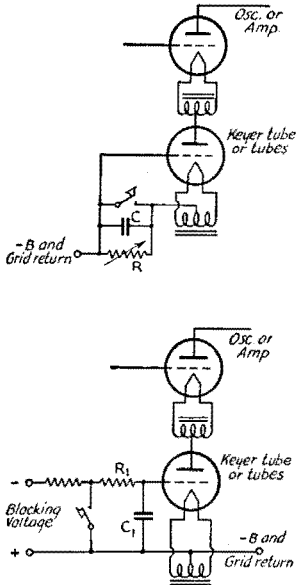 Osc. or
Amp.
Keyer tube
or tubes
C
-B and
Grid return
R
Osc. or
Amp
Keyer tube
or tubes
-
R1
Blocking
Voltage
C1
-B and
Grid return
+